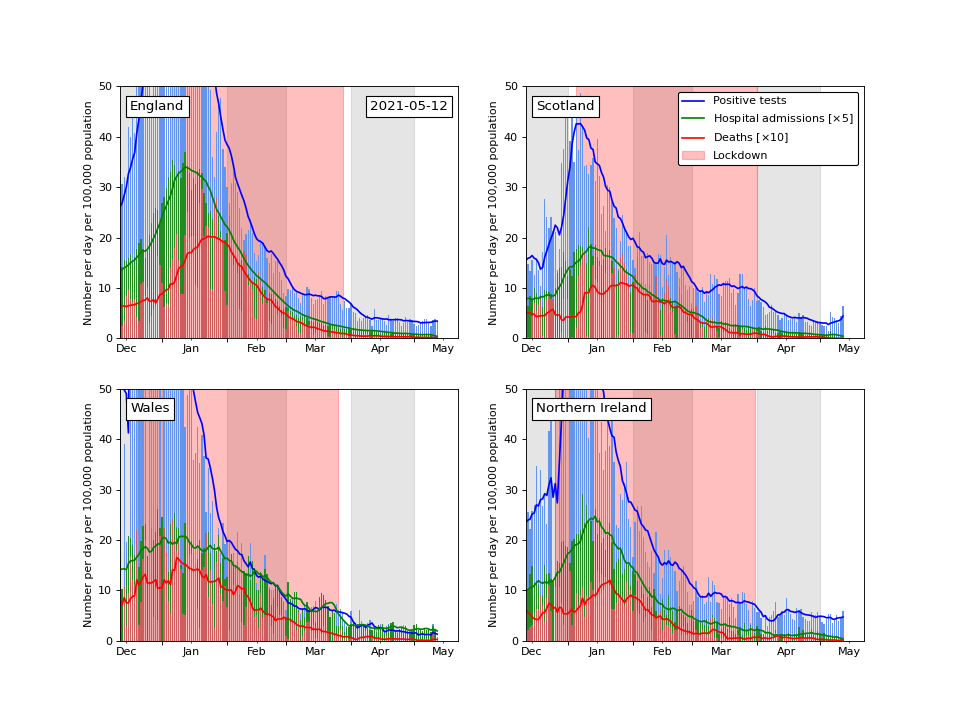 Number per day per 100,000 population
50
40
30
20
10
0
England
2021-05-12
Dec Jan Feb Mar Apr May
Number per day per 100,000 population
50
40
30
20
10
0
Scotland
Positive tests
Hospital admissions [×5]
Deaths [×10]
Lockdown
Dec Jan Feb Mar Apr May
Number per day per 100,000 population
50
40
30
20
10
0
Wales
Dec Jan Feb Mar Apr May
Number per day per 100,000 population
50
40
30
20
10
0
Northern Ireland
Dec Jan Feb Mar Apr May